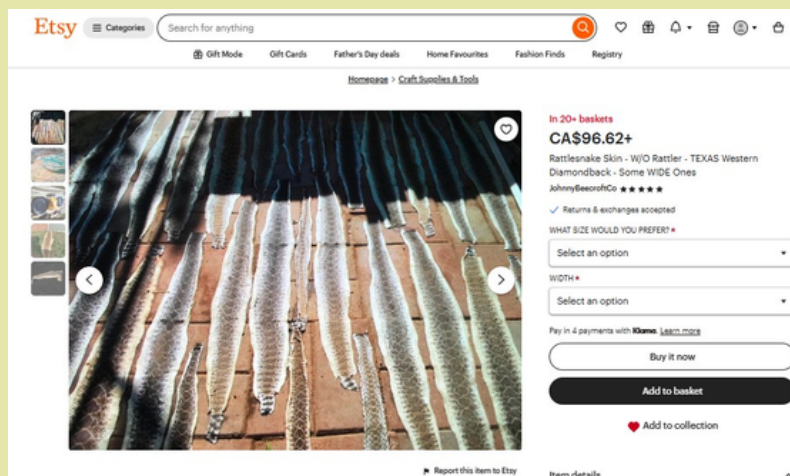 Etsy
Categories
Search for anything
Gift Mode
Gift Cards
Father's Day deals
Home Favourites
Fashion Finds
Registry
Homepage > Craft Supplies & Tools
In 20+ baskets
CA$96.62+
Rattlesnake Skin - W/O Rattler - TEXAS Western
Diamondback - Some WIDE Ones
JohnnyBeecroftCo ★★★★★
Returns & exchanges accepted
WHAT SIZE WOULD YOU PREFER? *
Select an option
WIDTH *
Select an option
Pay in 4 payments with Klarna. Learn more
Buy it now
Add to basket
Add to collection
Report this item to Etsy
Item details